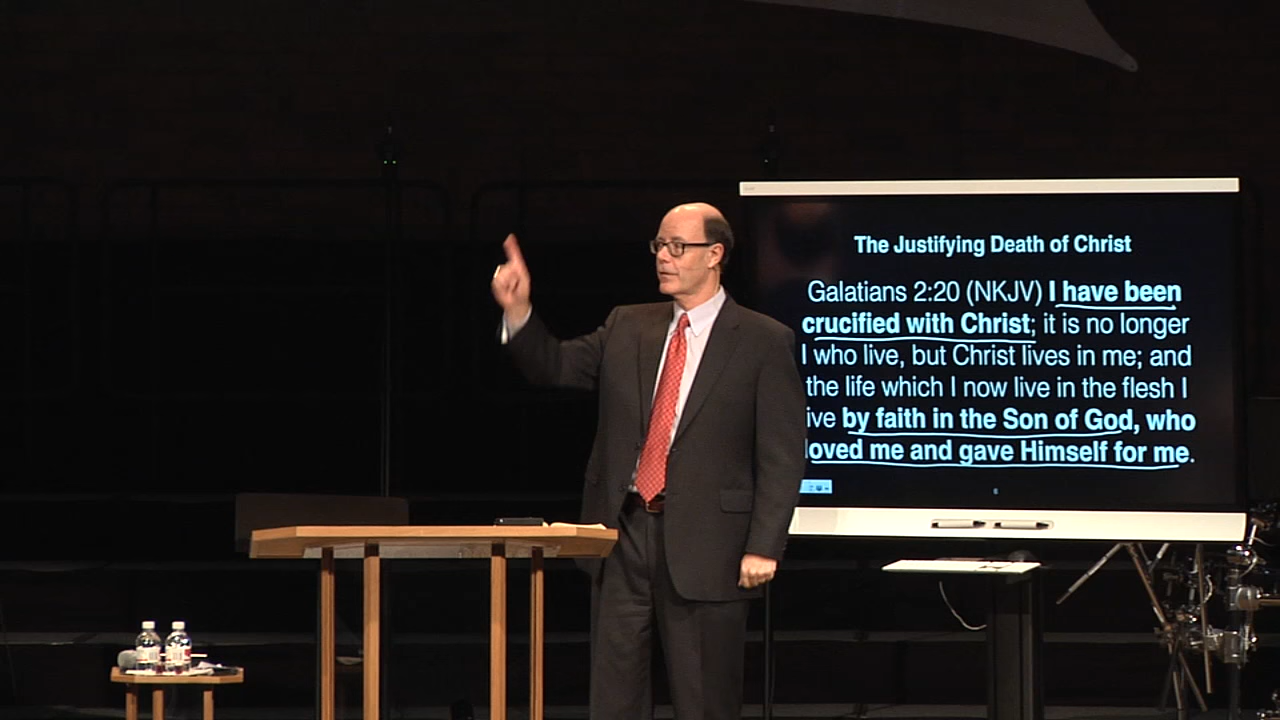 The Justifying Death of Christ
Galatians 2:20 (NKJV) I have been
crucified with Christ; it is no longer
I who live, but Christ lives in me; and
the life which I now live in the flesh I
ive by faith in the Son of God, who
loved me and gave Himself for me.